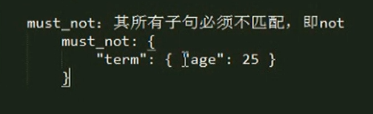 must_not: 其所有子句必须不匹配，即not
must_not: {
"term": { "age": 25 }
}